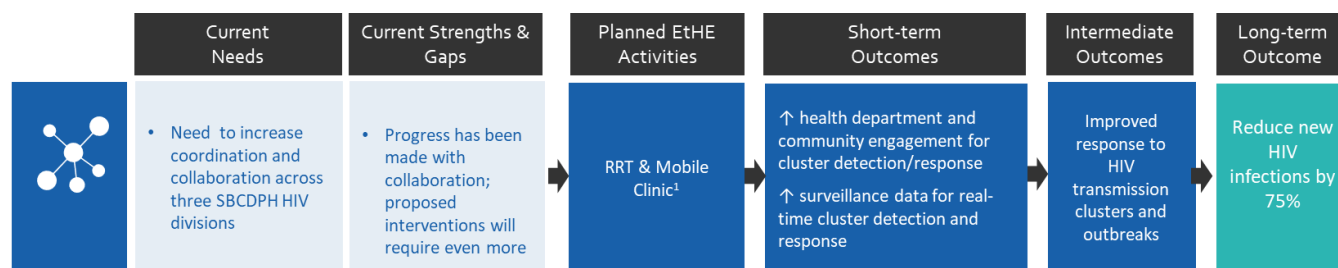 Current
Needs
Current Strengths &
Gaps
Planned EtHE
Activities
Short-term
Outcomes
Intermediate
Outcomes
Long-term
Outcome
• Need to increase
coordination and
collaboration across
three SBCDPH HIV
divisions
• Progress has been
made with
collaboration;
proposed
interventions will
require even more
RRT & Mobile
Clinic¹
↑ health department and
community engagement for
cluster detection/response
↑ surveillance data for real-
time cluster detection and
response
Improved
response to
HIV
transmission
clusters and
outbreaks
Reduce new
HIV
infections by
75%